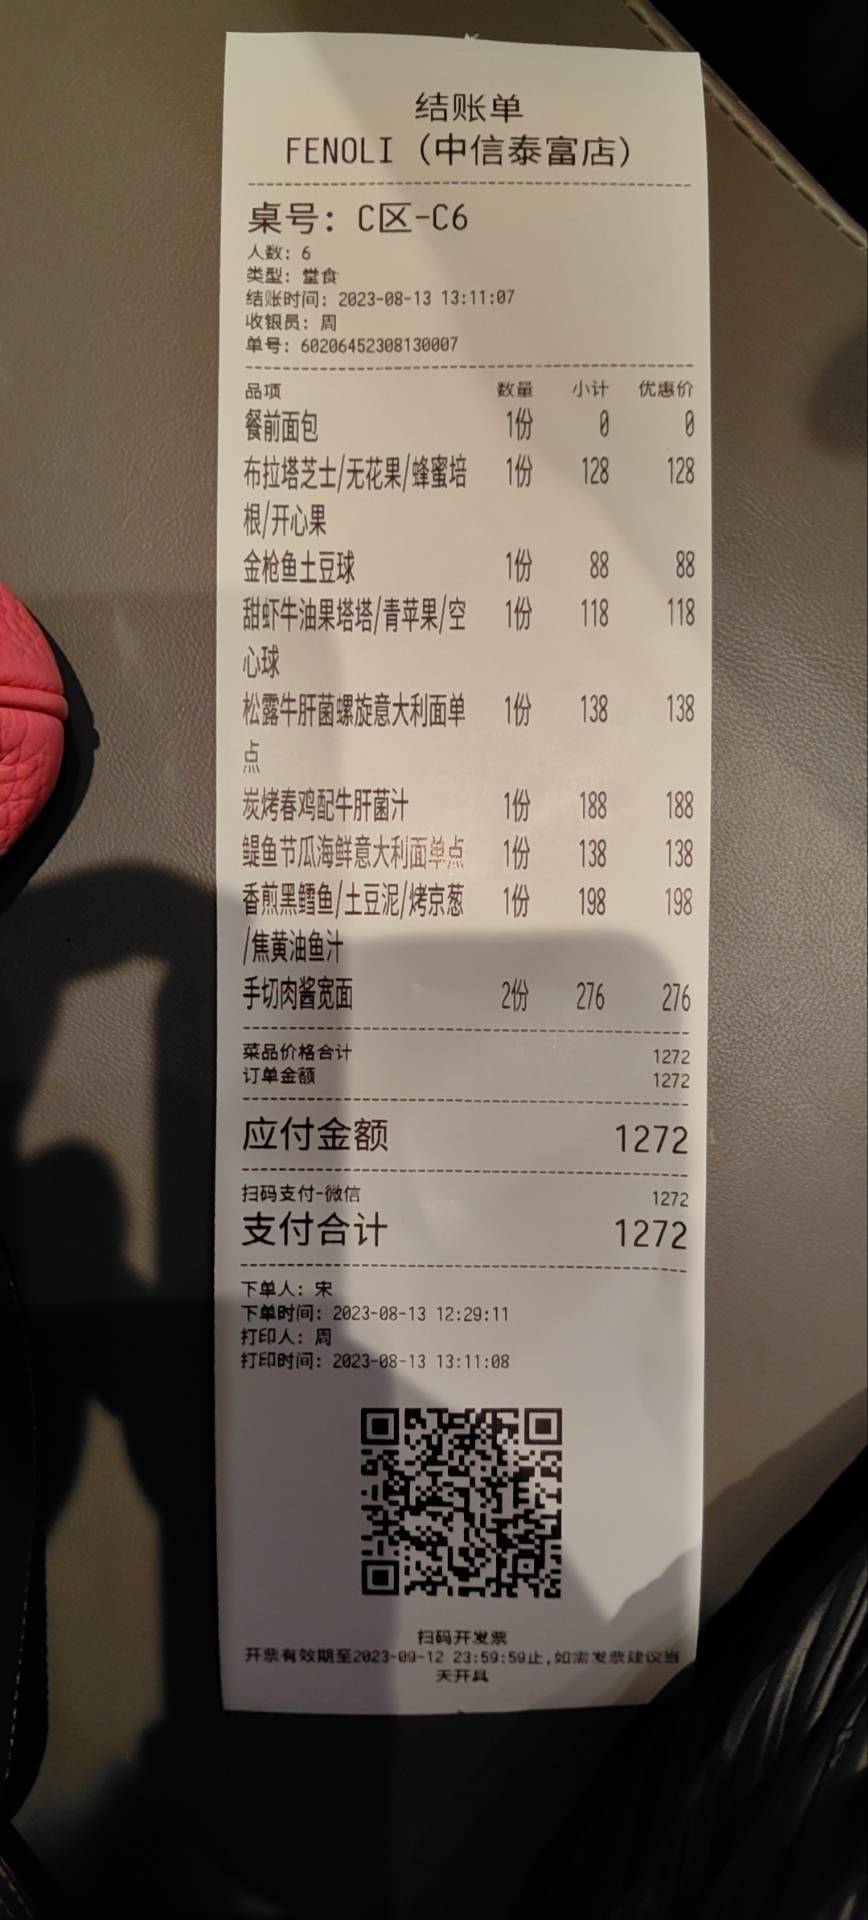 结账单
FENOLI（中信泰富店）
桌号: C区-C6
人数: 6
类型: 堂食
结账时间: 2023-08-13 13:11:07
收银员: 周
单号: 60206452308130007
品项 数量 小计 优惠价
餐前面包 1份 0 0
布拉塔芝士/无花果/蜂蜜培 1份 128 128
根/开心果
金枪鱼土豆球 1份 88 88
甜虾牛油果塔塔/青苹果/空 1份 118 118
心球
松露牛肝菌螺旋意大利面单 1份 138 138
点
炭烤春鸡配牛肝菌汁 1份 188 188
鳀鱼节瓜海鲜意大利面单点 1份 138 138
香煎黑鳕鱼/土豆泥/烤京葱 1份 198 198
/焦黄油鱼汁
手切肉酱宽面 2份 276 276
菜品价格合计 1272
订单金额 1272
应付金额 1272
扫码支付-微信 1272
支付合计 1272
下单人: 宋
下单时间: 2023-08-13 12:29:11
打印人: 周
打印时间: 2023-08-13 13:11:08
扫码开发票
开票有效期至2023-09-12 23:59:59止,如需发票建议当
天开具